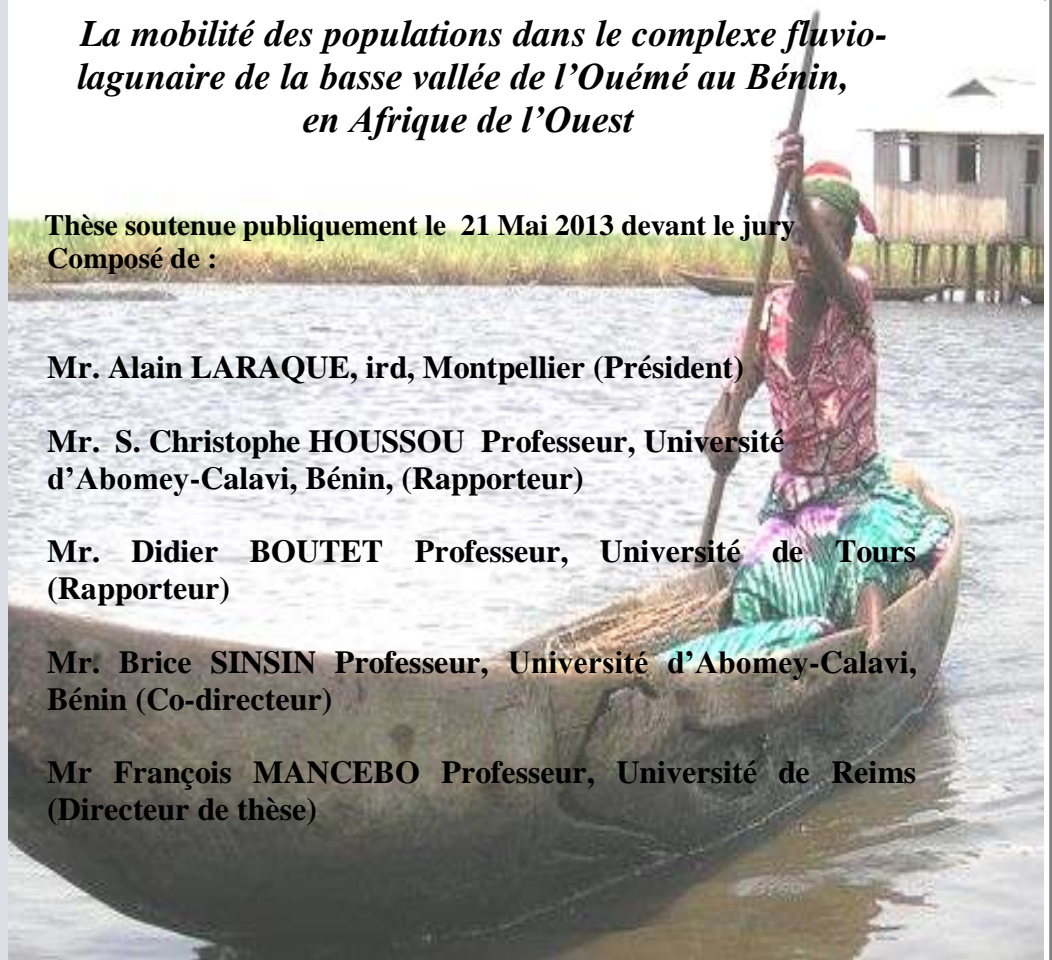 La mobilité des populations dans le complexe fluvio-
lagunaire de la basse vallée de l'Ouémé au Bénin,
en Afrique de l'Ouest
Thèse soutenue publiquement le 21 Mai 2013 devant le jury
Composé de :
Mr. Alain LARAQUE, ird, Montpellier (Président)
Mr. S. Christophe HOUSSOU Professeur, Université
d'Abomey-Calavi, Bénin, (Rapporteur)
Mr. Didier BOUTET Professeur, Université de Tours
(Rapporteur)
Mr. Brice SINSIN Professeur, Université d'Abomey-Calavi,
Bénin (Co-directeur)
Mr François MANCEBO Professeur, Université de Reims
(Directeur de thèse)